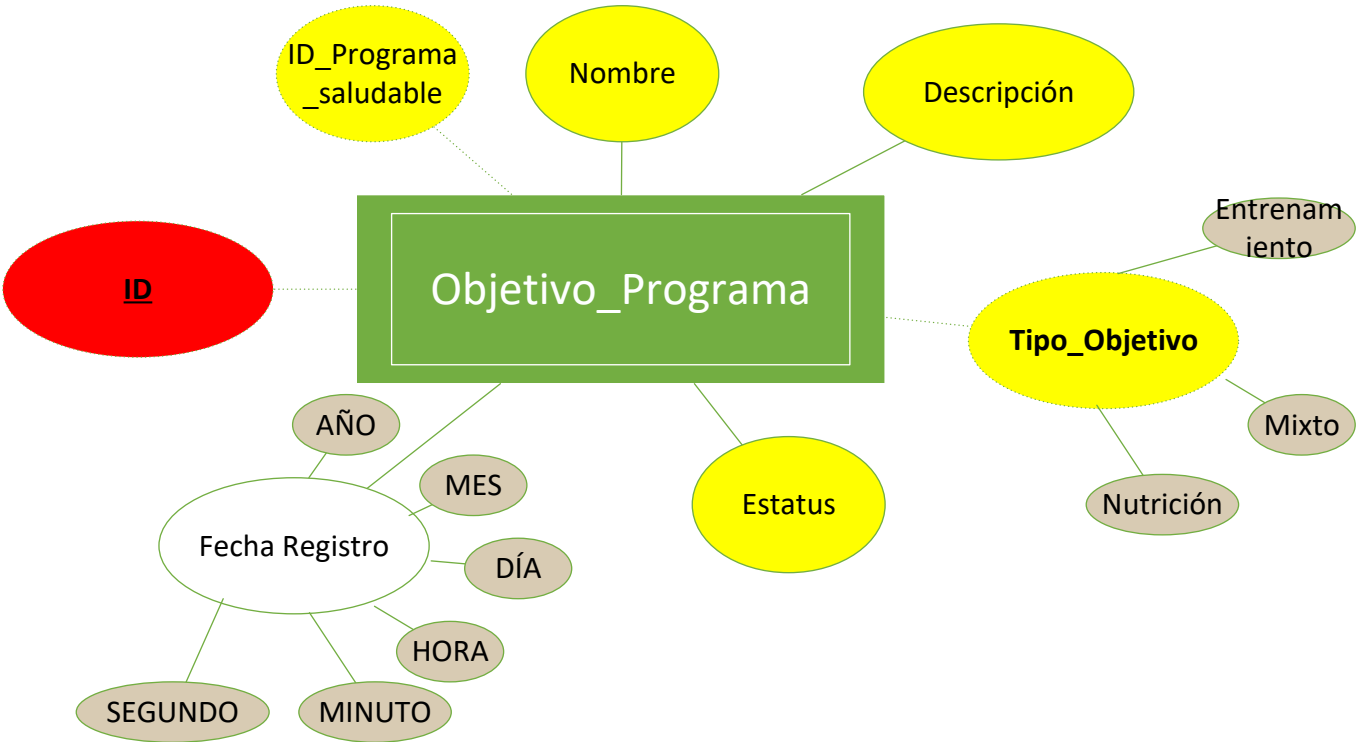 ID_Programa
_saludable
Nombre
Descripción
Entrenam
iento
ID
Objetivo_Programa
Tipo_Objetivo
AÑO
Mixto
MES
Nutrición
Estatus
Fecha Registro
DÍA
HORA
SEGUNDO
MINUTO